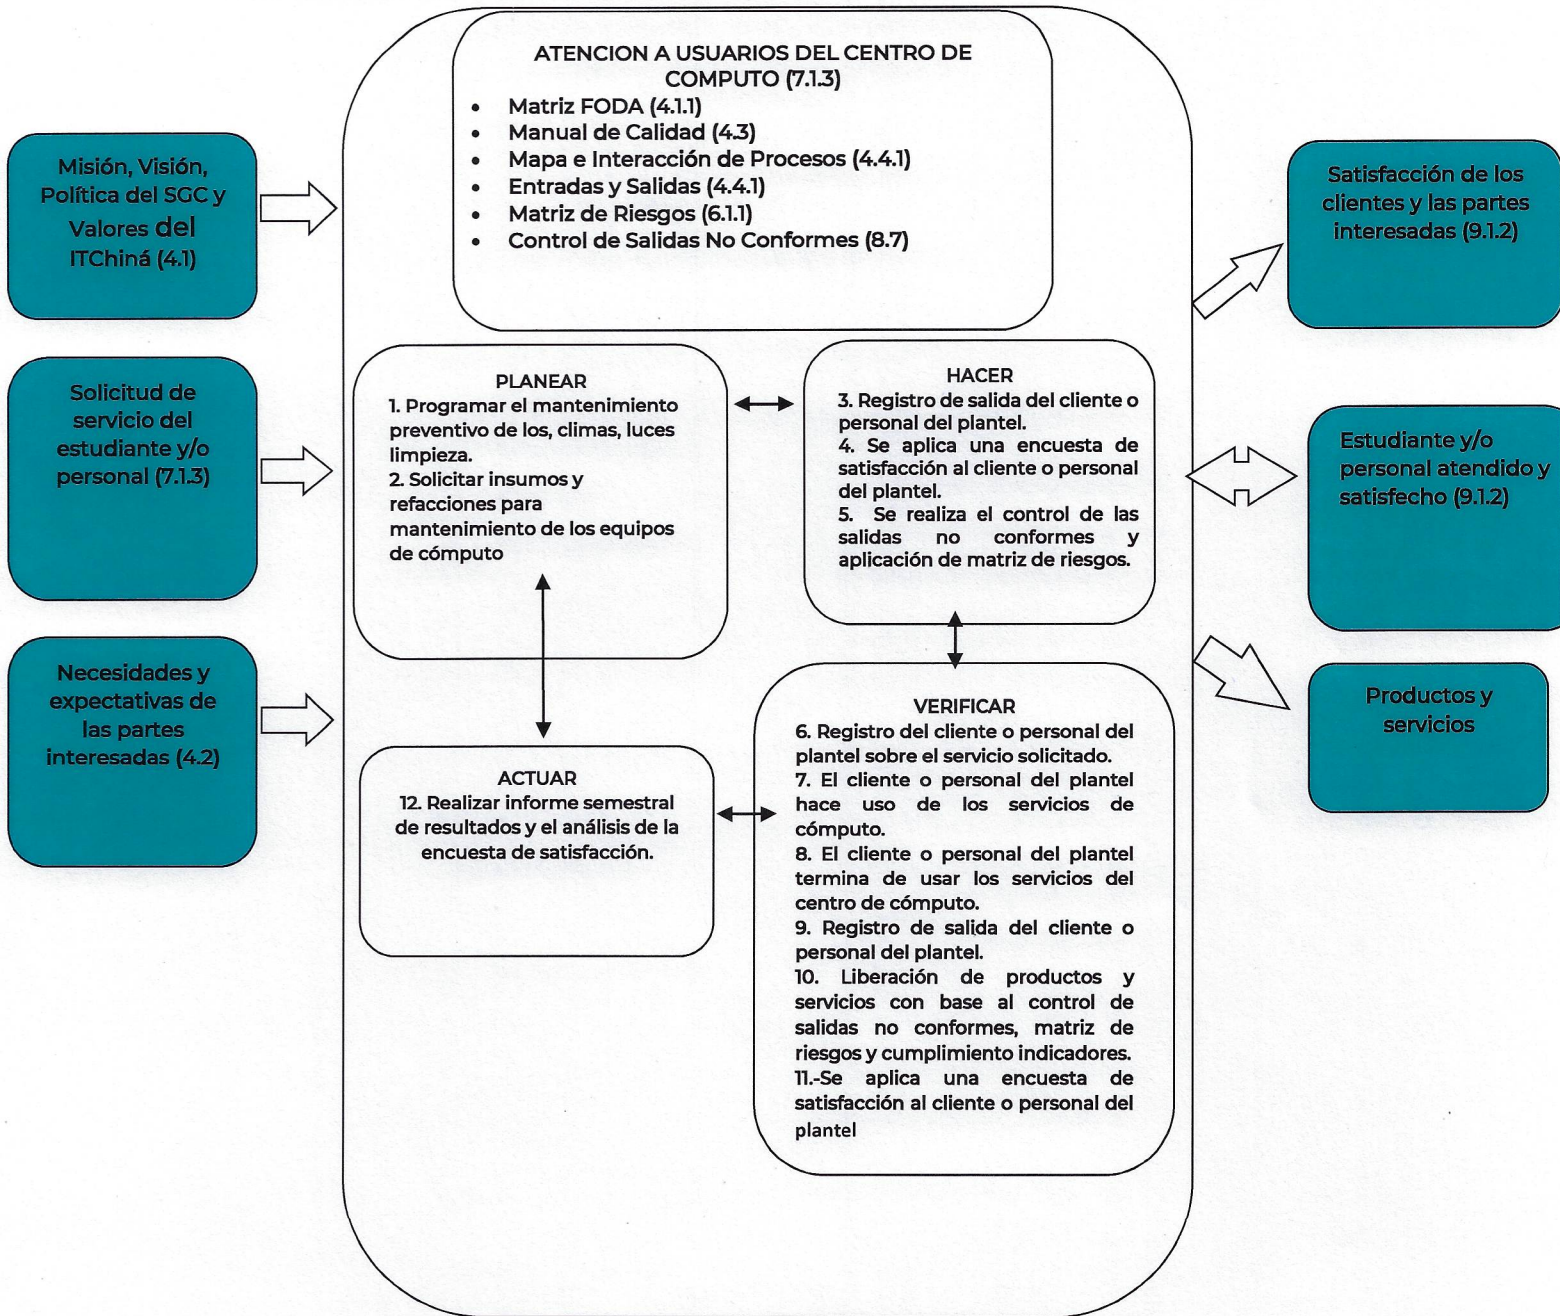 ATENCION A USUARIOS DEL CENTRO DE
COMPUTO (7.1.3)
• Matriz FODA (4.1.1)
• Manual de Calidad (4.3)
• Mapa e Interacción de Procesos (4.4.1)
• Entradas y Salidas (4.4.1)
• Matriz de Riesgos (6.1.1)
• Control de Salidas No Conformes (8.7)
Misión, Visión,
Política del SGC y
Valores del
ITChiná (4.1)
Solicitud de
servicio del
estudiante y/o
personal (7.1.3)
Necesidades y
expectativas de
las partes
interesadas (4.2)
PLANEAR
1. Programar el mantenimiento
preventivo de los, climas, luces
limpieza.
2. Solicitar insumos y
refacciones para
mantenimiento de los equipos
de cómputo
HACER
3. Registro de salida del cliente o
personal del plantel.
4. Se aplica una encuesta de
satisfacción al cliente o personal
del plantel.
5. Se realiza el control de las
salidas no conformes y
aplicación de matriz de riesgos.
VERIFICAR
6. Registro del cliente o personal del
plantel sobre el servicio solicitado.
7. El cliente o personal del plantel
hace uso de los servicios de
cómputo.
8. El cliente o personal del plantel
termina de usar los servicios del
centro de cómputo.
9. Registro de salida del cliente o
personal del plantel.
10. Liberación de productos y
servicios con base al control de
salidas no conformes, matriz de
riesgos y cumplimiento indicadores.
11.-Se aplica una encuesta de
satisfacción al cliente o personal del
plantel
ACTUAR
12. Realizar informe semestral
de resultados y el análisis de la
encuesta de satisfacción.
Satisfacción de los
clientes y las partes
interesadas (9.1.2)
Estudiante y/o
personal atendido y
satisfecho (9.1.2)
Productos y
servicios